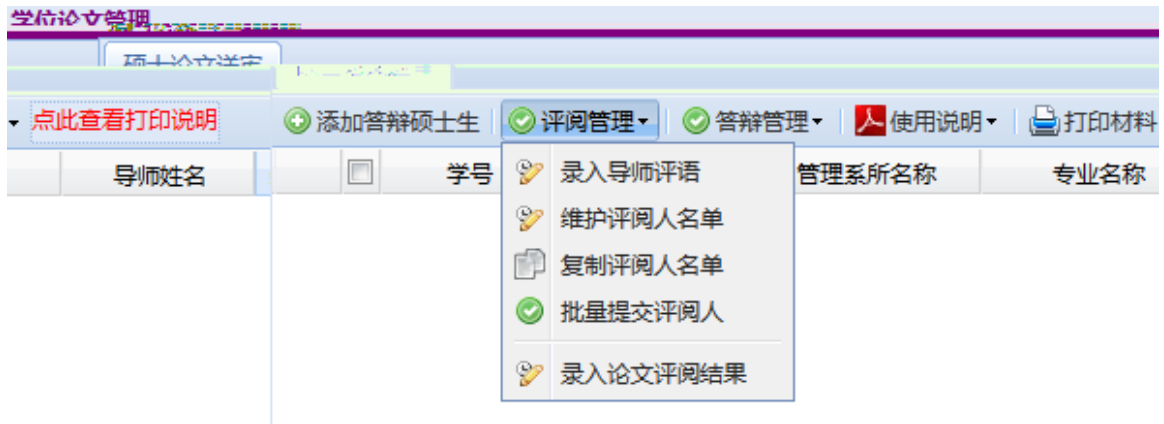 学位论文管理
硕士论文送审
点此查看打印说明 添加答辩硕士生 评阅管理 答辩管理 使用说明 打印材料
导师姓名 学号 管理系所名称 专业名称
录入导师评语
维护评阅人名单
复制评阅人名单
批量提交评阅人
录入论文评阅结果